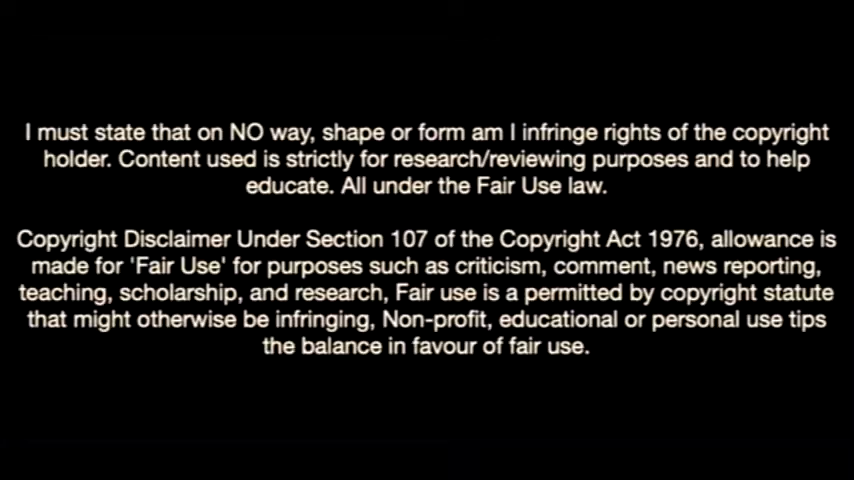 I must state that on NO way, shape or form am I infringe rights of the copyright
holder. Content used is strictly for research/reviewing purposes and to help
educate. All under the Fair Use law.
Copyright Disclaimer Under Section 107 of the Copyright Act 1976, allowance is
made for 'Fair Use' for purposes such as criticism, comment, news reporting,
teaching, scholarship, and research, Fair use is a permitted by copyright statute
that might otherwise be infringing, Non-profit, educational or personal use tips
the balance in favour of fair use.